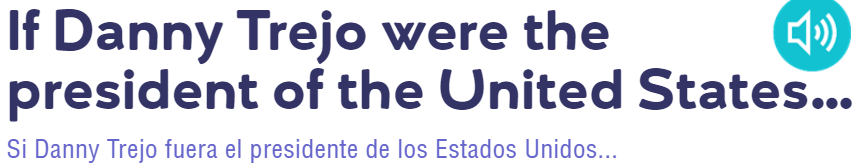 If Danny Trejo were the
president of the United States...
Si Danny Trejo fuera el presidente de los Estados Unidos...